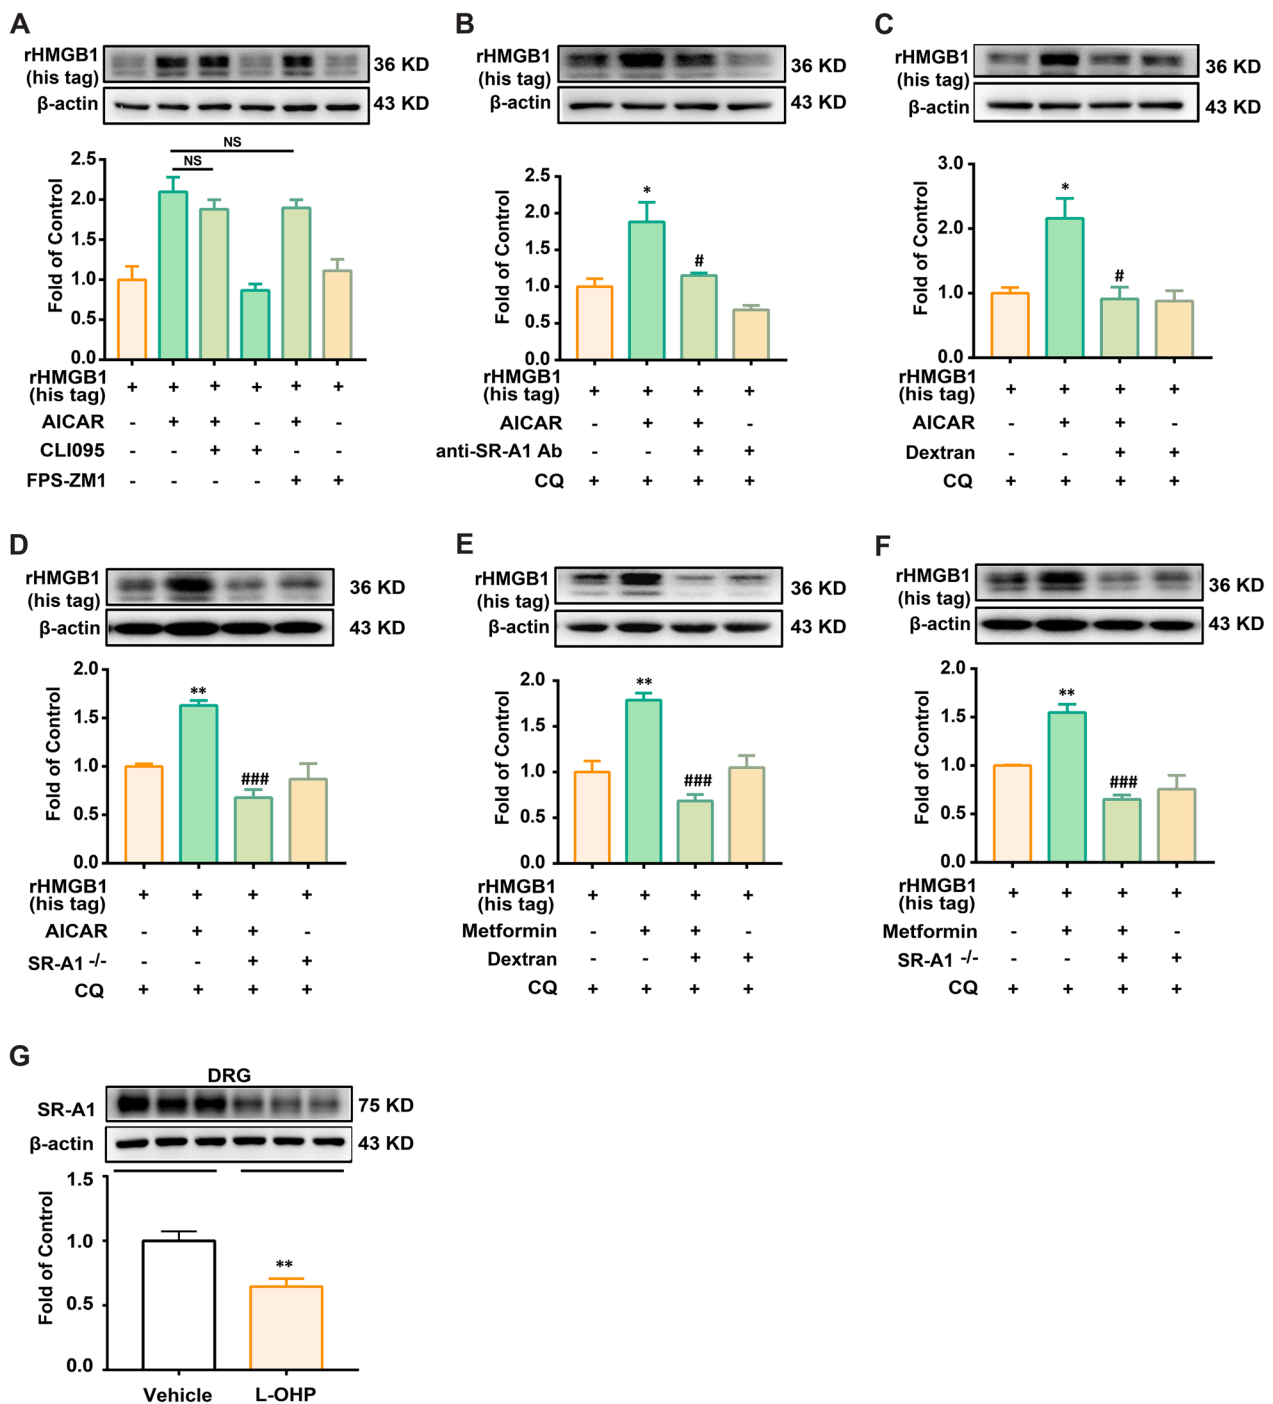 A
rHMGB1
(his tag)
36 KD
β-actin
43 KD
NS
NS
Fold of Control
2.5
2.0
1.5
1.0
0.5
0.0
rHMGB1
(his tag)
+ + + + + +
AICAR - + + - + -
CLI095 - - + + - -
FPS-ZM1 - - - - + +
B
rHMGB1
(his tag)
36 KD
β-actin
43 KD
Fold of Control
2.5
2.0
1.5
1.0
0.5
0.0
*
#
rHMGB1
(his tag)
+ + + +
AICAR - + + -
anti-SR-A1 Ab - - + +
CQ + + + +
C
rHMGB1
(his tag)
36 KD
β-actin
43 KD
Fold of Control
3.0
2.0
1.0
0.0
*
#
rHMGB1
(his tag)
+ + + +
AICAR - + + -
Dextran - - + +
CQ + + + +
D
rHMGB1
(his tag)
36 KD
β-actin
43 KD
Fold of Control
2.0
1.5
1.0
0.5
0.0
**
###
rHMGB1
(his tag)
+ + + +
AICAR - + + -
SR-A1 -/- - - + +
CQ + + + +
E
rHMGB1
(his tag)
36 KD
β-actin
43 KD
Fold of Control
2.0
1.5
1.0
0.5
0.0
**
###
rHMGB1
(his tag)
+ + + +
Metformin - + + -
Dextran - - + +
CQ + + + +
F
rHMGB1
(his tag)
36 KD
β-actin
43 KD
Fold of Control
2.0
1.5
1.0
0.5
0.0
**
###
rHMGB1
(his tag)
+ + + +
Metformin - + + -
SR-A1 -/- - - + +
CQ + + + +
G
DRG
SR-A1
75 KD
β-actin
43 KD
Fold of Control
1.5
1.0
0.5
0.0
**
Vehicle L-OHP